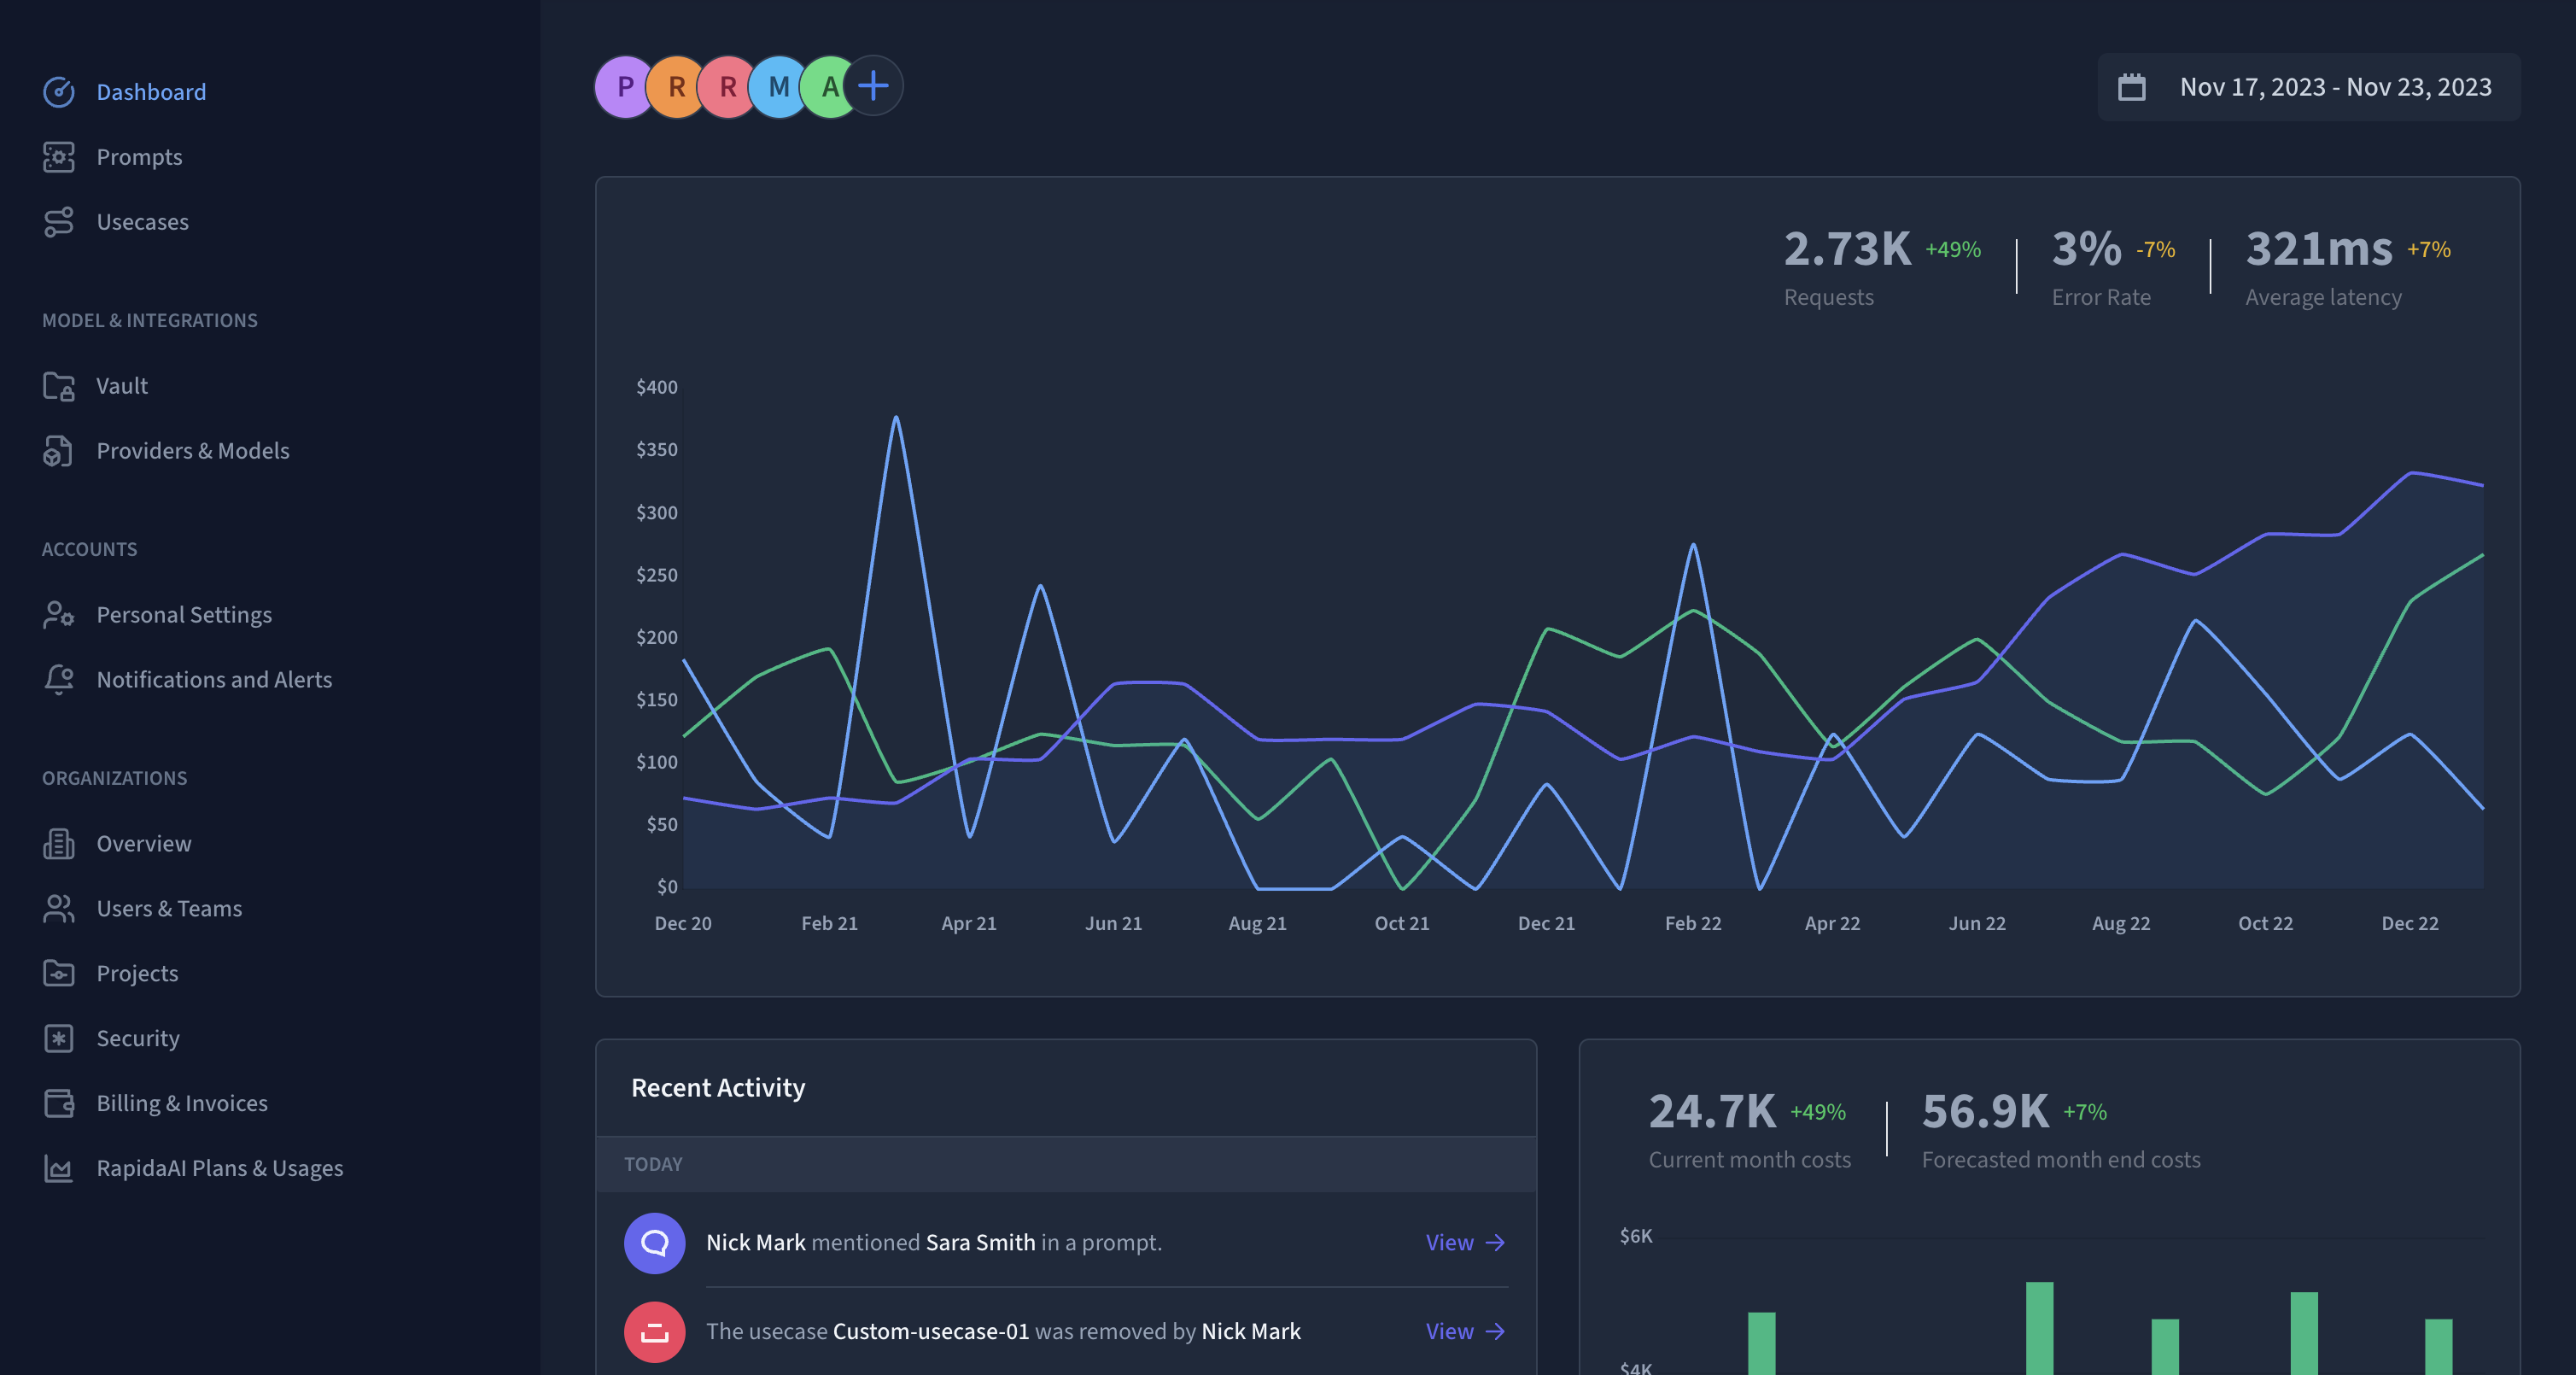 Dashboard
Prompts
Usecases
MODEL & INTEGRATIONS
Vault
Providers & Models
ACCOUNTS
Personal Settings
Notifications and Alerts
ORGANIZATIONS
Overview
Users & Teams
Projects
Security
Billing & Invoices
RapidaAI Plans & Usages
P R R M A
Nov 17, 2023 - Nov 23, 2023
2.73K +49% 3% -7% 321ms +7%
Requests Error Rate Average latency
$400
$350
$300
$250
$200
$150
$100
$50
$0
Dec 20 Feb 21 Apr 21 Jun 21 Aug 21 Oct 21 Dec 21 Feb 22 Apr 22 Jun 22 Aug 22 Oct 22 Dec 22
Recent Activity
TODAY
Nick Mark mentioned Sara Smith in a prompt. View
The usecase Custom-usecase-01 was removed by Nick Mark View
24.7K +49% 56.9K +7%
Current month costs Forecasted month end costs
$6K
$4K